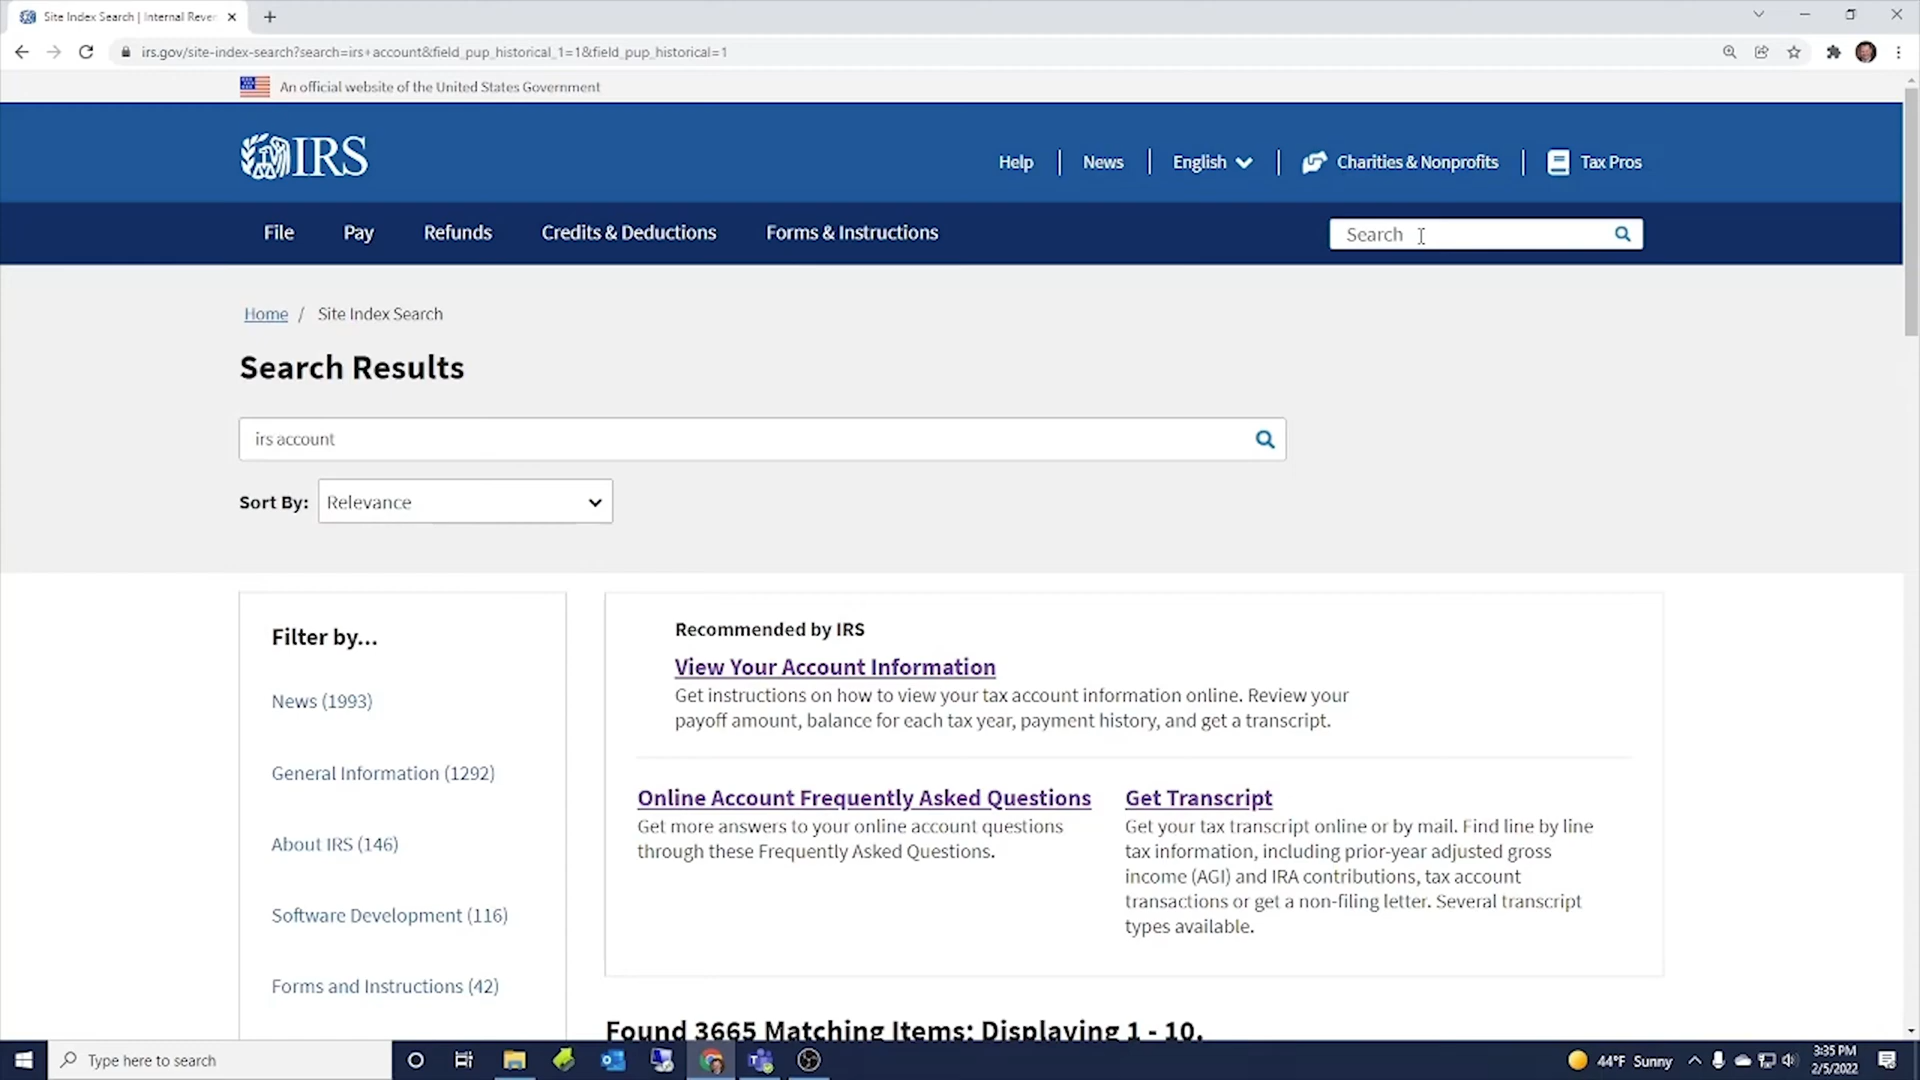 Site Index Search | Internal Rever
irs.gov/site-index-search?search=irs+account&field_pup_historical_1=1&field_pup_historical=1
An official website of the United States Government
IRS
Help
News
English
Charities & Nonprofits
Tax Pros
File
Pay
Refunds
Credits & Deductions
Forms & Instructions
Search
Home / Site Index Search
Search Results
irs account
Sort By: Relevance
Filter by...
News (1993)
General Information (1292)
About IRS (146)
Software Development (116)
Forms and Instructions (42)
Recommended by IRS
View Your Account Information
Get instructions on how to view your tax account information online. Review your
payoff amount, balance for each tax year, payment history, and get a transcript.
Online Account Frequently Asked Questions
Get more answers to your online account questions
through these Frequently Asked Questions.
Get Transcript
Get your tax transcript online or by mail. Find line by line
tax information, including prior-year adjusted gross
income (AGI) and IRA contributions, tax account
transactions or get a non-filing letter. Several transcript
types available.
Found 3665 Matching Items; Displaying 1 - 10.
Type here to search
44°F Sunny
3:35 PM
2/5/2022